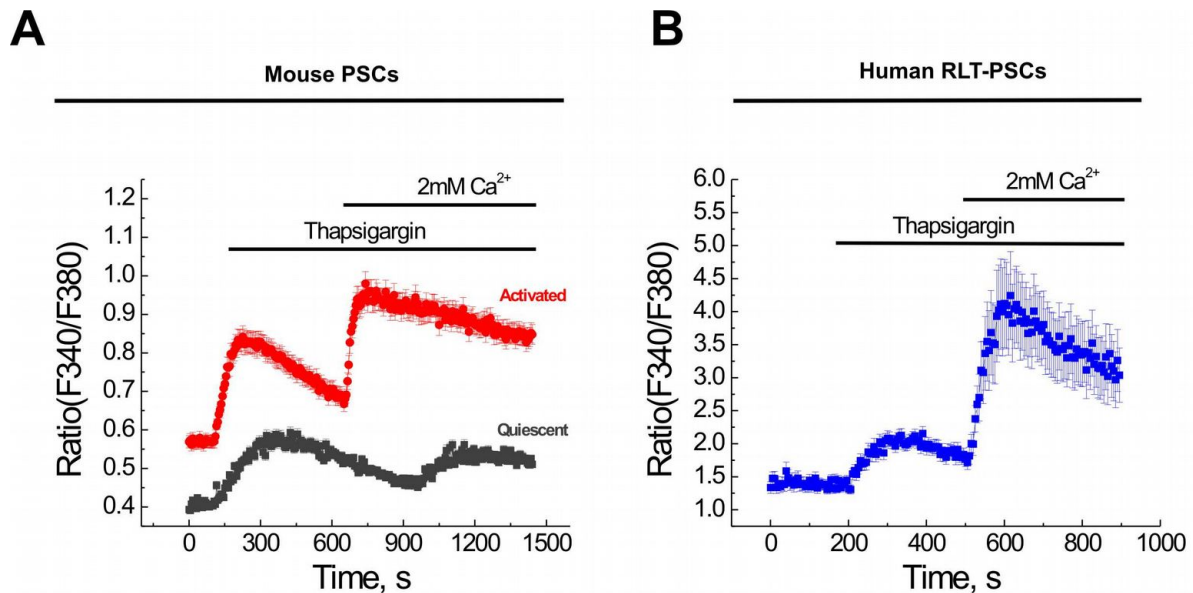 A
Mouse PSCs
2mM Ca²⁺
Thapsigargin
Activated
Quiescent
Ratio(F340/F380)
1.2
1.1
1.0
0.9
0.8
0.7
0.6
0.5
0.4
0 300 600 900 1200 1500
Time, s
B
Human RLT-PSCs
2mM Ca²⁺
Thapsigargin
Ratio(F340/F380)
6.0
5.5
5.0
4.5
4.0
3.5
3.0
2.5
2.0
1.5
1.0
0 200 400 600 800 1000
Time, s